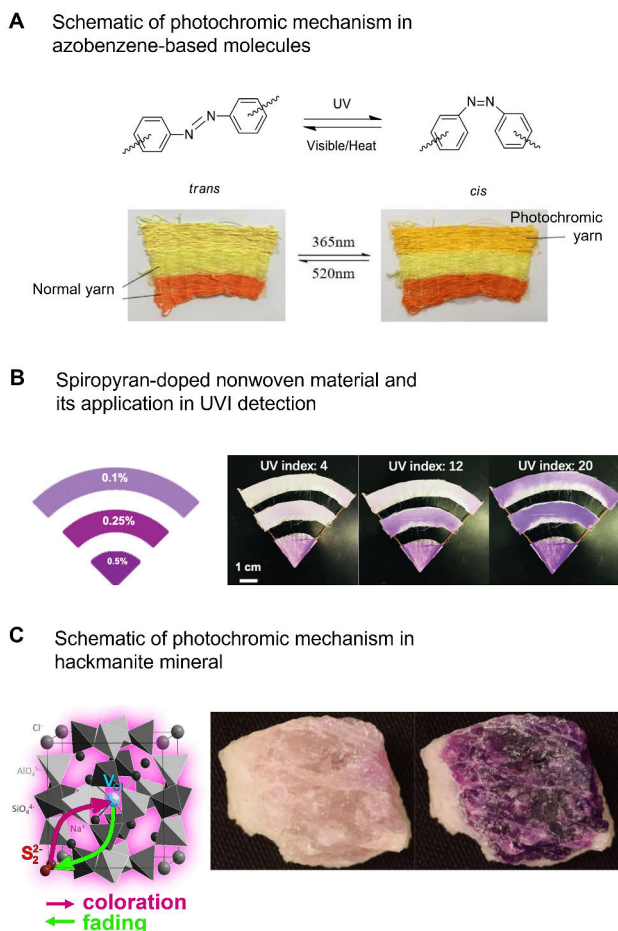 A Schematic of photochromic mechanism in
azobenzene-based molecules
N=N
UV
Visible/Heat
N=N
trans
cis
Photochromic
yarn
365nm
520nm
Normal yarn
B Spiropyran-doped nonwoven material and
its application in UVI detection
0.1%
0.25%
0.5%
UV index: 4
UV index: 12
UV index: 20
1 cm
C Schematic of photochromic mechanism in
hackmanite mineral
Cl⁻
AlO₄⁵⁻
SiO₄⁴⁻
Na⁺
V_Cl
S₂²⁻
coloration
fading